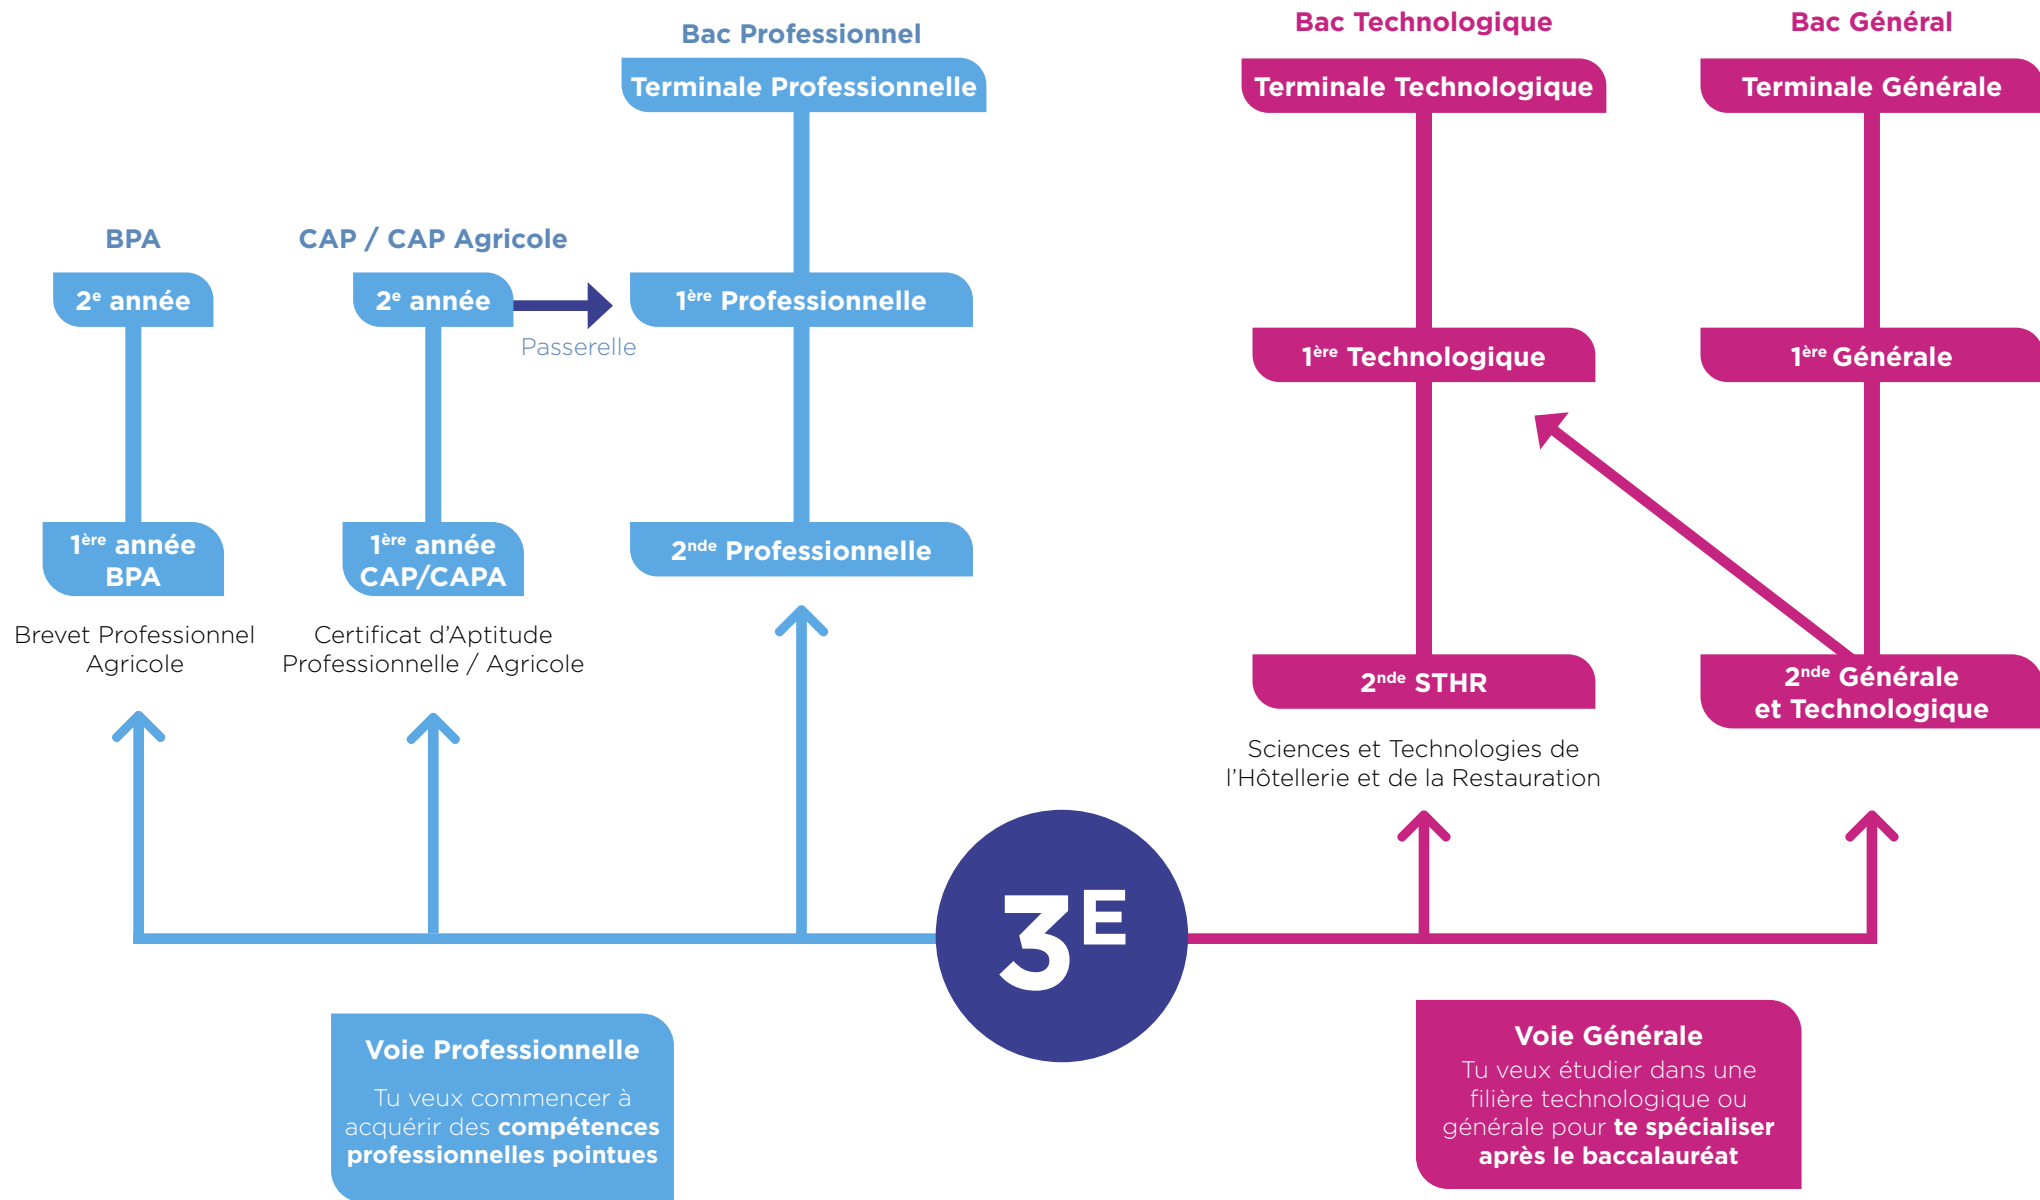 Bac Professionnel
Terminale Professionnelle
Bac Technologique
Terminale Technologique
Bac Général
Terminale Générale
BPA
2e année
CAP / CAP Agricole
2e année
Passerelle
1ère Professionnelle
1ère Technologique
1ère Générale
1ère année
BPA
Brevet Professionnel
Agricole
1ère année
CAP/CAPA
Certificat d'Aptitude
Professionnelle / Agricole
2nde Professionnelle
2nde STHR
Sciences et Technologies de
l'Hôtellerie et de la Restauration
2nde Générale
et Technologique
3E
Voie Professionnelle
Tu veux commencer à
acquérir des compétences
professionnelles pointues
Voie Générale
Tu veux étudier dans une
filière technologique ou
générale pour te spécialiser
après le baccalauréat